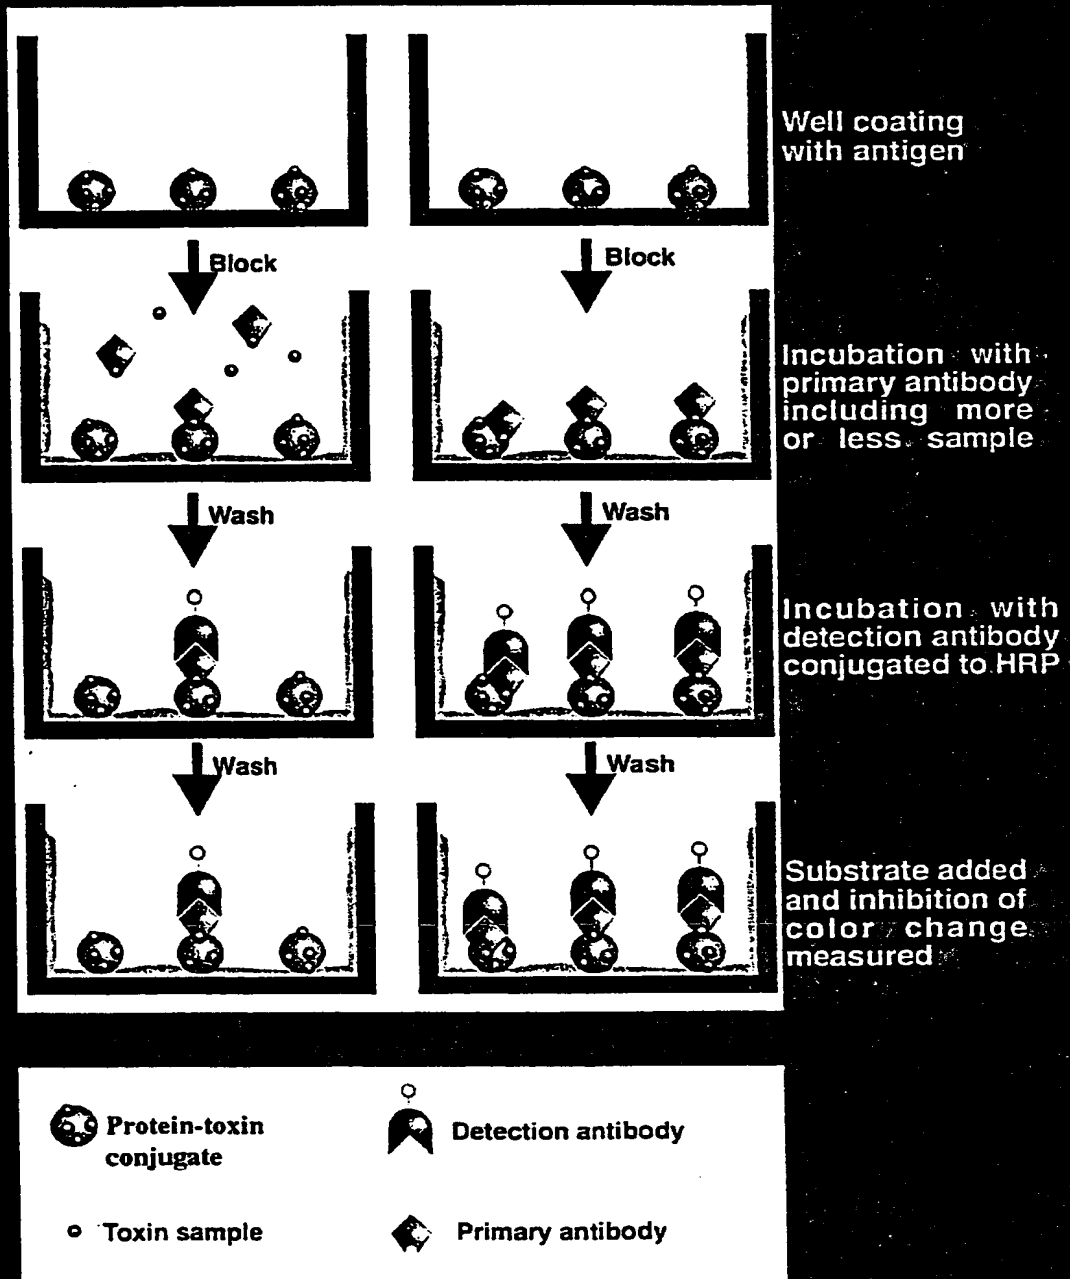 Well coating
with antigen
Block
Block
Incubation with
primary antibody
including more
or less sample
Wash
Wash
Incubation with
detection antibody
conjugated to HRP
Wash
Wash
Substrate added
and inhibition of
color change
measured
Protein-toxin
conjugate
Detection antibody
Toxin sample
Primary antibody